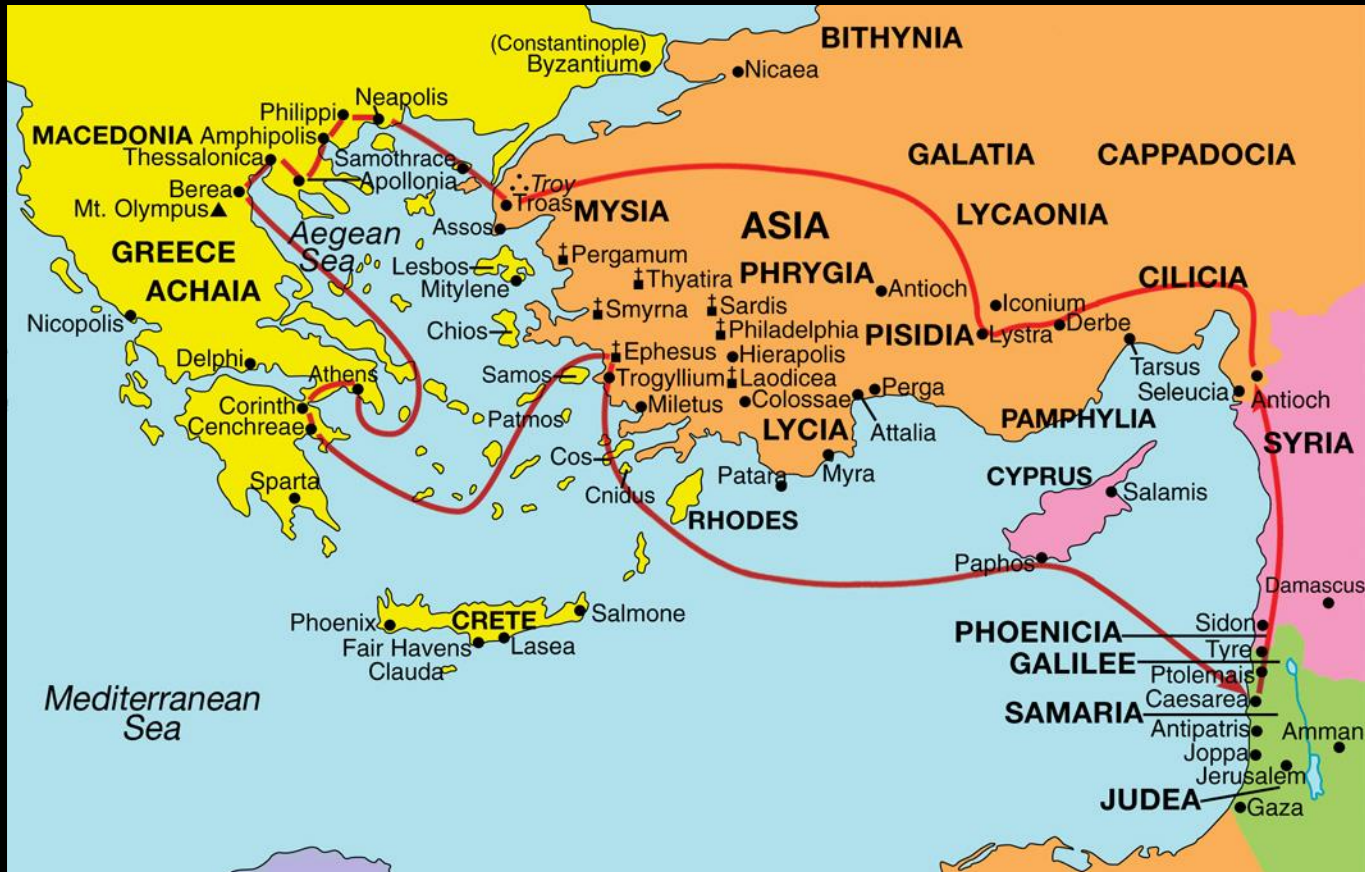 BITHYNIA
(Constantinople)
Byzantium
Nicaea
Neapolis
Philippi
MACEDONIA
Amphipolis
Thessalonica
Samothrace
GALATIA
CAPPADOCIA
Berea
Apollonia
Troy
Troas
Mt. Olympus
MYSIA
LYCAONIA
Assos
ASIA
Aegean
Sea
GREECE
Pergamum
Lesbos
Mitylene
Thyatira
PHRYGIA
Antioch
CILICIA
ACHAIA
Nicopolis
Smyrna
Sardis
Iconium
Chios
Philadelphia
PISIDIA
Lystra
Derbe
Delphi
Ephesus
Hierapolis
Tarsus
Athens
Samos
Trogyllium
Laodicea
Perga
Seleucia
Antioch
Corinth
Cenchreae
Patmos
Miletus
Colossae
PAMPHYLIA
LYCIA
Attalia
SYRIA
Cos
Sparta
Cnidus
Patara
Myra
CYPRUS
Salamis
RHODES
Paphos
Damascus
Phoenix
CRETE
Salmone
Fair Havens
Lasea
Clauda
Sidon
PHOENICIA
Tyre
GALILEE
Ptolemais
Mediterranean
Sea
Caesarea
SAMARIA
Antipatris
Amman
Joppa
Jerusalem
JUDEA
Gaza